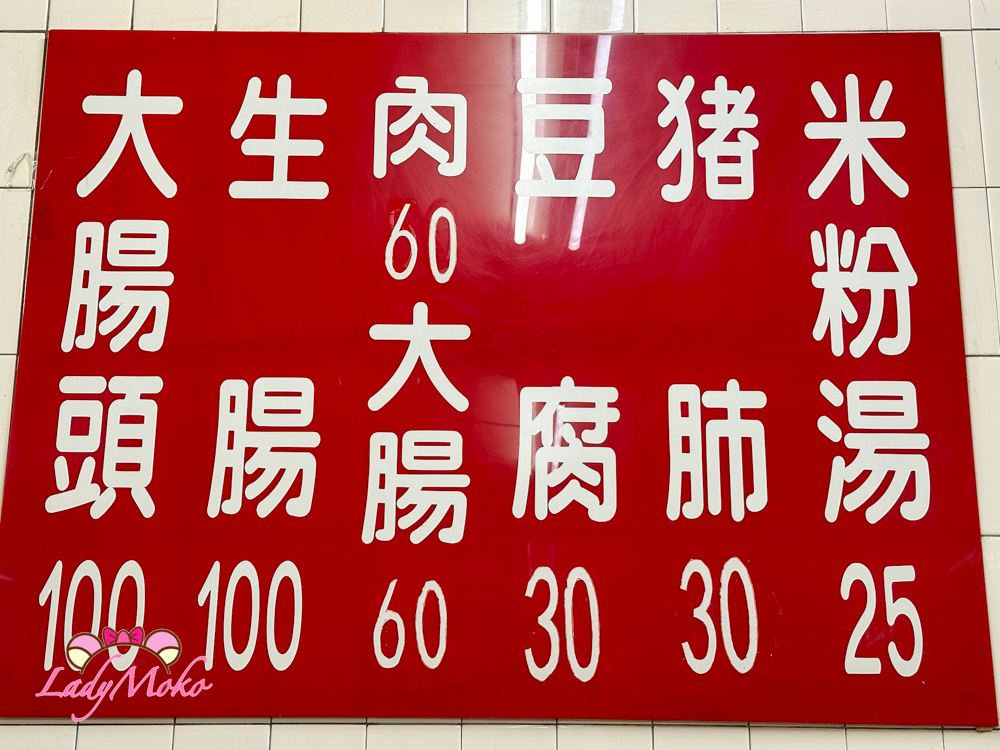 米粉湯 25
猪肺 30
豆腐 30
肉 60
大腸 60
生腸 100
大腸頭 100
LadyMoko